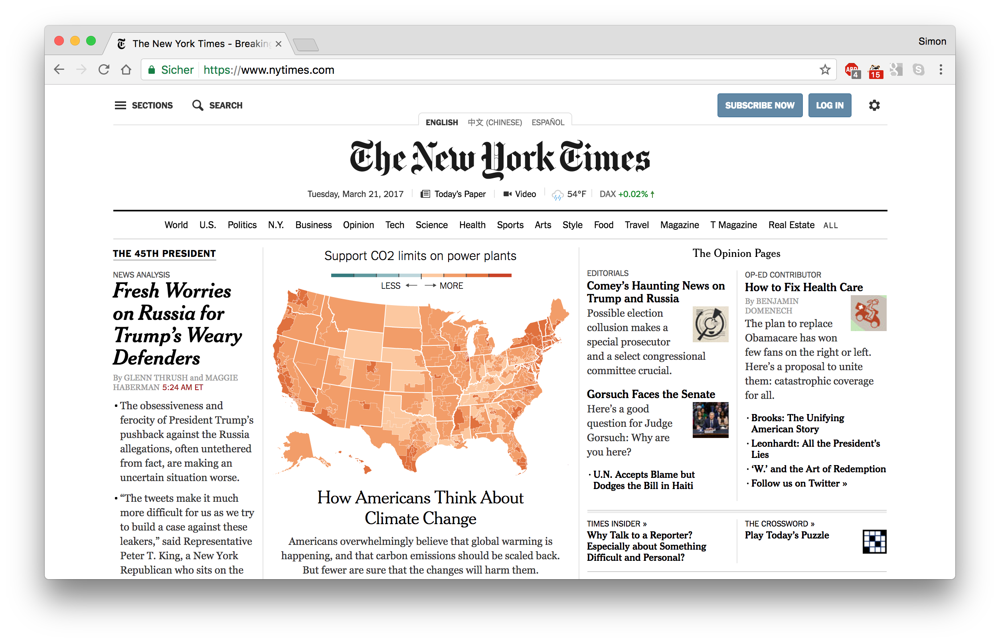 The New York Times - Breaking
Simon
Sicher https://www.nytimes.com
ABP 4 15 g S
SECTIONS SEARCH SUBSCRIBE NOW LOG IN
ENGLISH 中文 (CHINESE) ESPAÑOL
The New York Times
Tuesday, March 21, 2017 Today’s Paper Video 54°F DAX +0.02%
World U.S. Politics N.Y. Business Opinion Tech Science Health Sports Arts Style Food Travel Magazine T Magazine Real Estate ALL
THE 45TH PRESIDENT
NEWS ANALYSIS
Fresh Worries
on Russia for
Trump’s Weary
Defenders
By GLENN THRUSH and MAGGIE
HABERMAN 5:24 AM ET
• The obsessiveness and
ferocity of President Trump’s
pushback against the Russia
allegations, often untethered
from fact, are making an
uncertain situation worse.
• “The tweets make it much
more difficult for us as we try
to build a case against these
leakers,” said Representative
Peter T. King, a New York
Republican who sits on the
Support CO2 limits on power plants
LESS ← → MORE
How Americans Think About
Climate Change
Americans overwhelmingly believe that global warming is
happening, and that carbon emissions should be scaled back.
But fewer are sure that the changes will harm them.
The Opinion Pages
EDITORIALS
Comey’s Haunting News on
Trump and Russia
Possible election
collusion makes a
special prosecutor
and a select congressional
committee crucial.
Gorsuch Faces the Senate
Here’s a good
question for Judge
Gorsuch: Why are
you here?
· U.N. Accepts Blame but
Dodges the Bill in Haiti
OP-ED CONTRIBUTOR
How to Fix Health Care
By BENJAMIN
DOMENECH
The plan to replace
Obamacare has won
few fans on the right or left.
Here’s a proposal to unite
them: catastrophic coverage
for all.
· Brooks: The Unifying
American Story
· Leonhardt: All the President’s
Lies
· ‘W.’ and the Art of Redemption
· Follow us on Twitter »
TIMES INSIDER »
Why Talk to a Reporter?
Especially about Something
Difficult and Personal?
THE CROSSWORD »
Play Today’s Puzzle